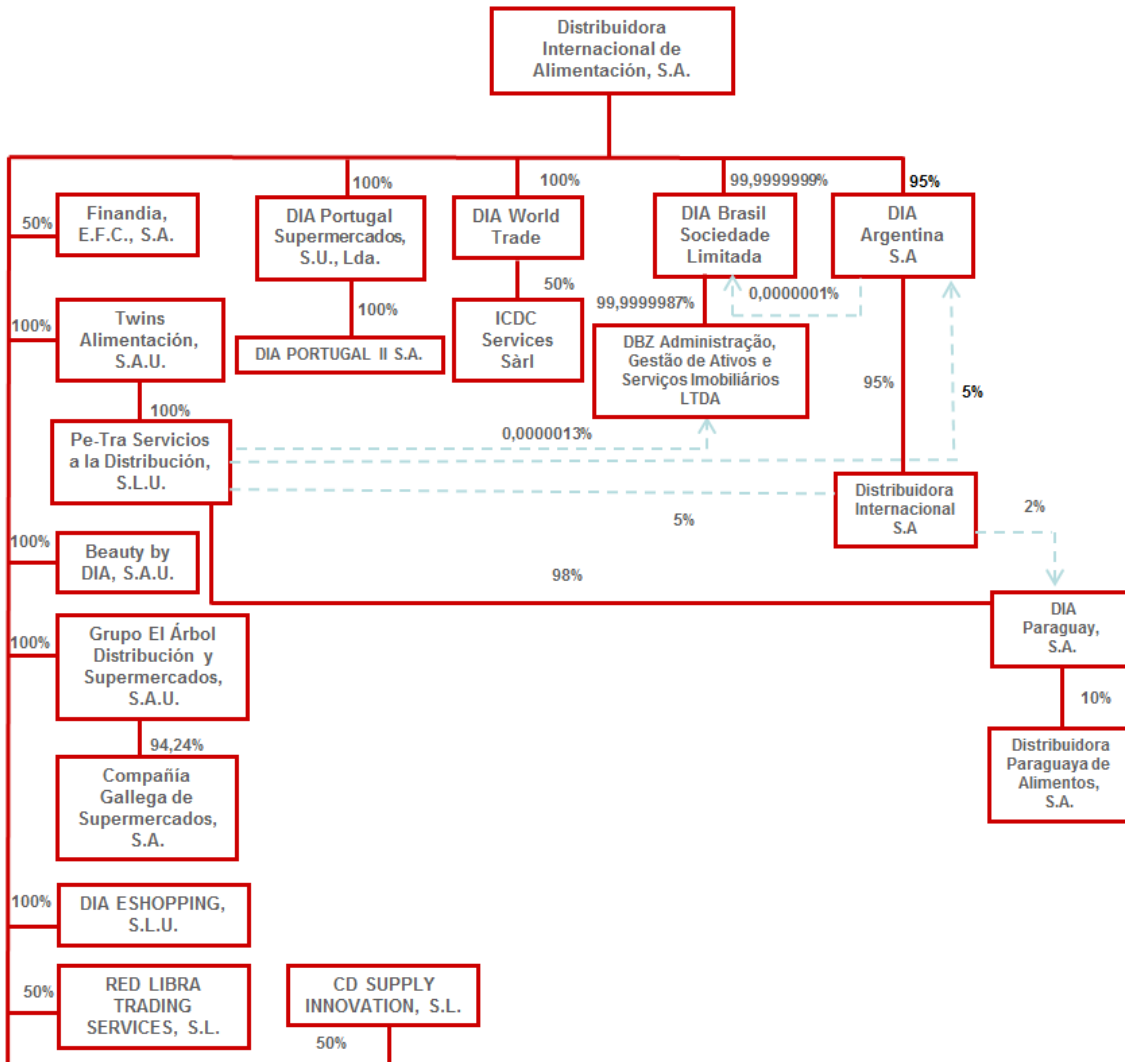 Distribuidora
Internacional de
Alimentación, S.A.
100%
100%
99,9999999%
95%
50%
Finandia,
E.F.C., S.A.
DIA Portugal
Supermercados,
S.U., Lda.
DIA World
Trade
DIA Brasil
Sociedade
Limitada
DIA
Argentina
S.A
50%
99,9999987%
0,0000001%
100%
100%
Twins
Alimentación,
S.A.U.
DIA PORTUGAL II S.A.
ICDC
Services
Sàrl
DBZ Administração,
Gestão de Ativos e
Serviços Imobiliários
LTDA
95%
5%
100%
Pe-Tra Servicios
a la Distribución,
S.L.U.
0,0000013%
5%
Distribuidora
Internacional
S.A
2%
100%
Beauty by
DIA, S.A.U.
98%
DIA
Paraguay,
S.A.
100%
Grupo El Árbol
Distribución y
Supermercados,
S.A.U.
10%
94,24%
Compañía
Gallega de
Supermercados,
S.A.
Distribuidora
Paraguaya de
Alimentos,
S.A.
100%
DIA ESHOPPING,
S.L.U.
50%
RED LIBRA
TRADING
SERVICES, S.L.
CD SUPPLY
INNOVATION, S.L.
50%